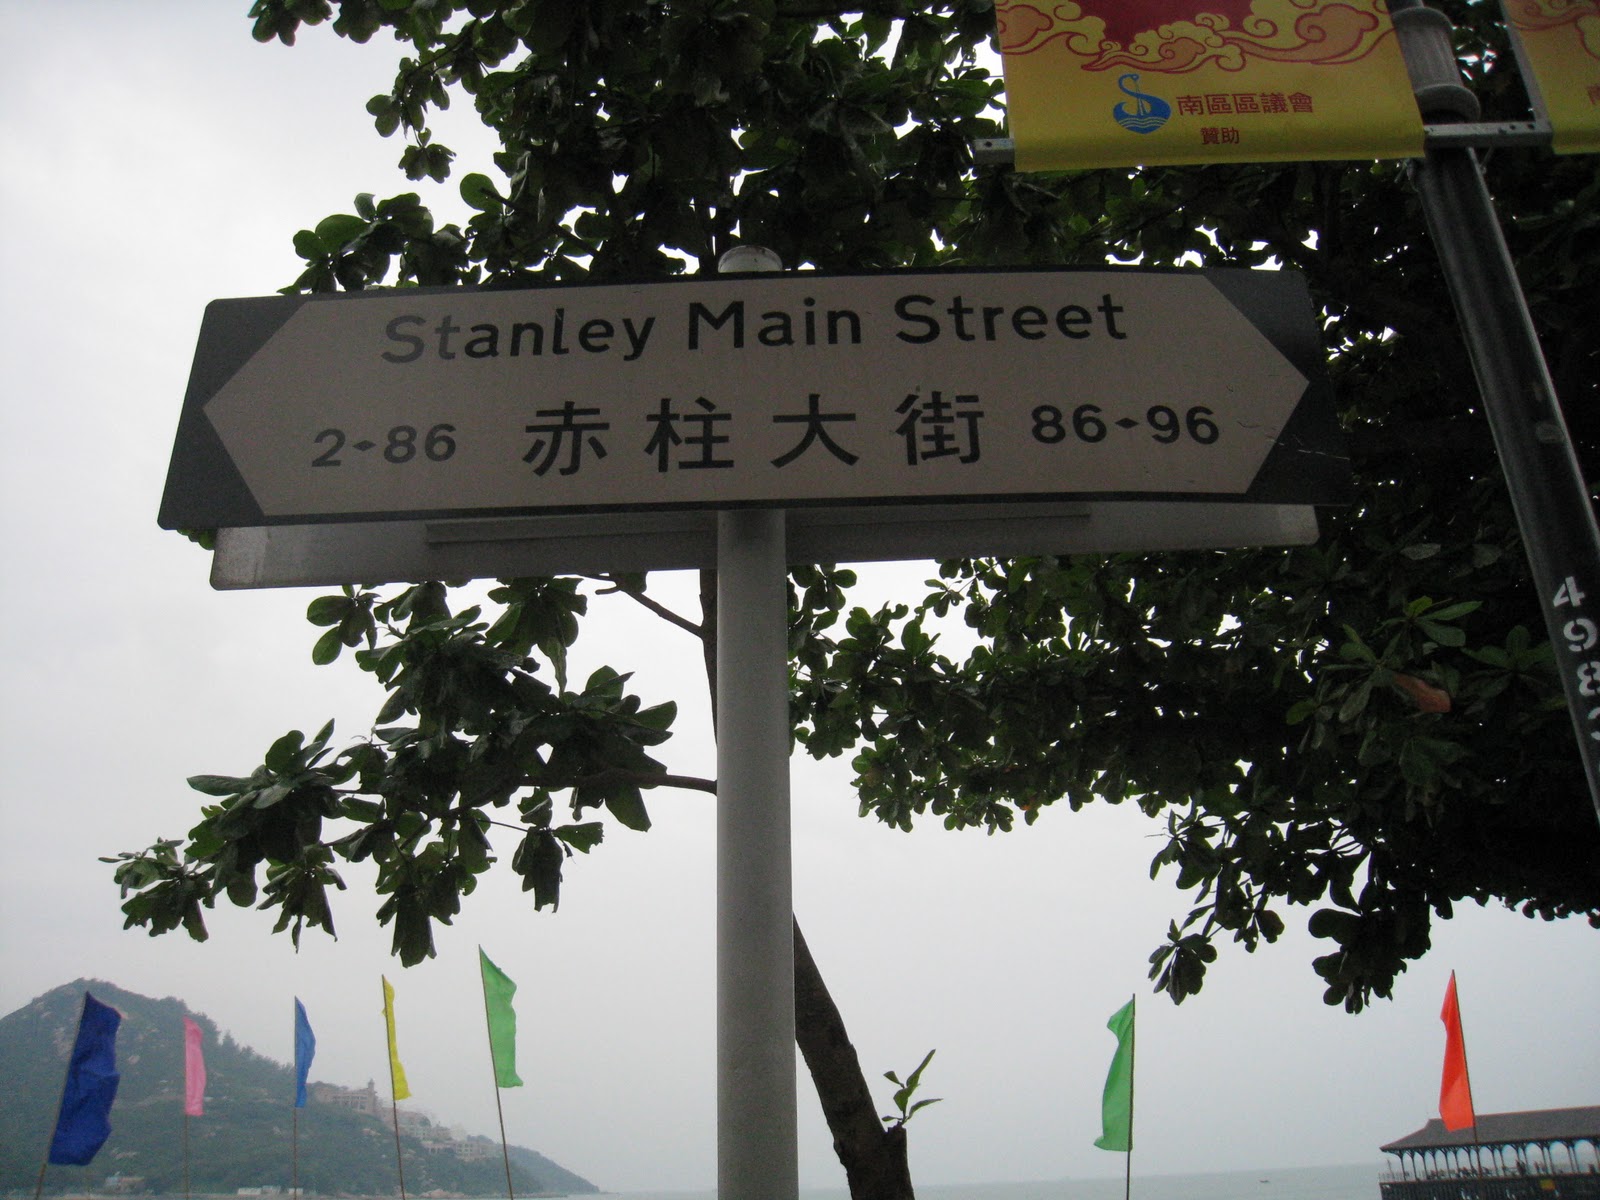 南區區議會
贊助
Stanley Main Street
2-86 赤柱大街 86-96